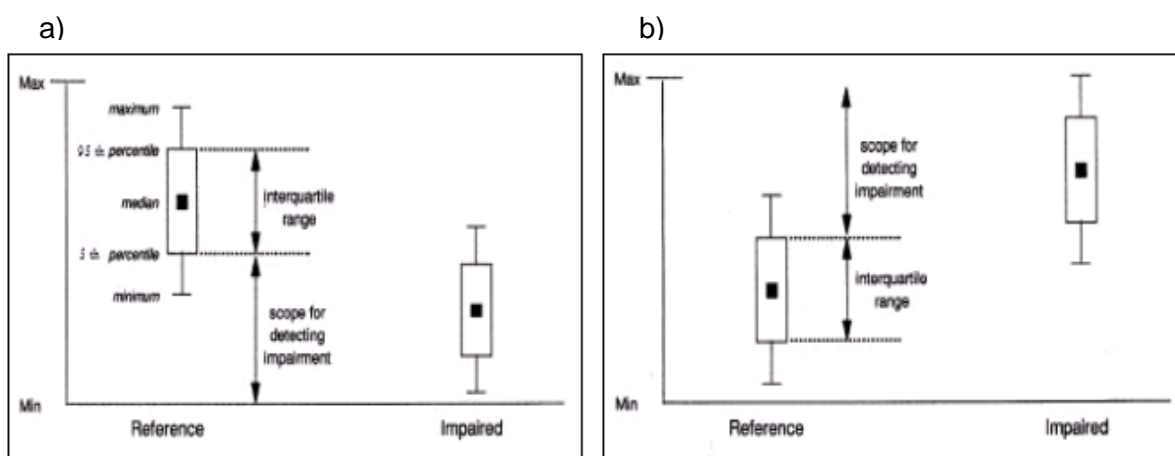 a)
Max
maximum
95 th percentile
median
5 th percentile
minimum
interquartile
range
scope for
detecting
impairment
Min
Reference
Impaired
b)
Max
scope for
detecting
impairment
interquartile
range
Min
Reference
Impaired